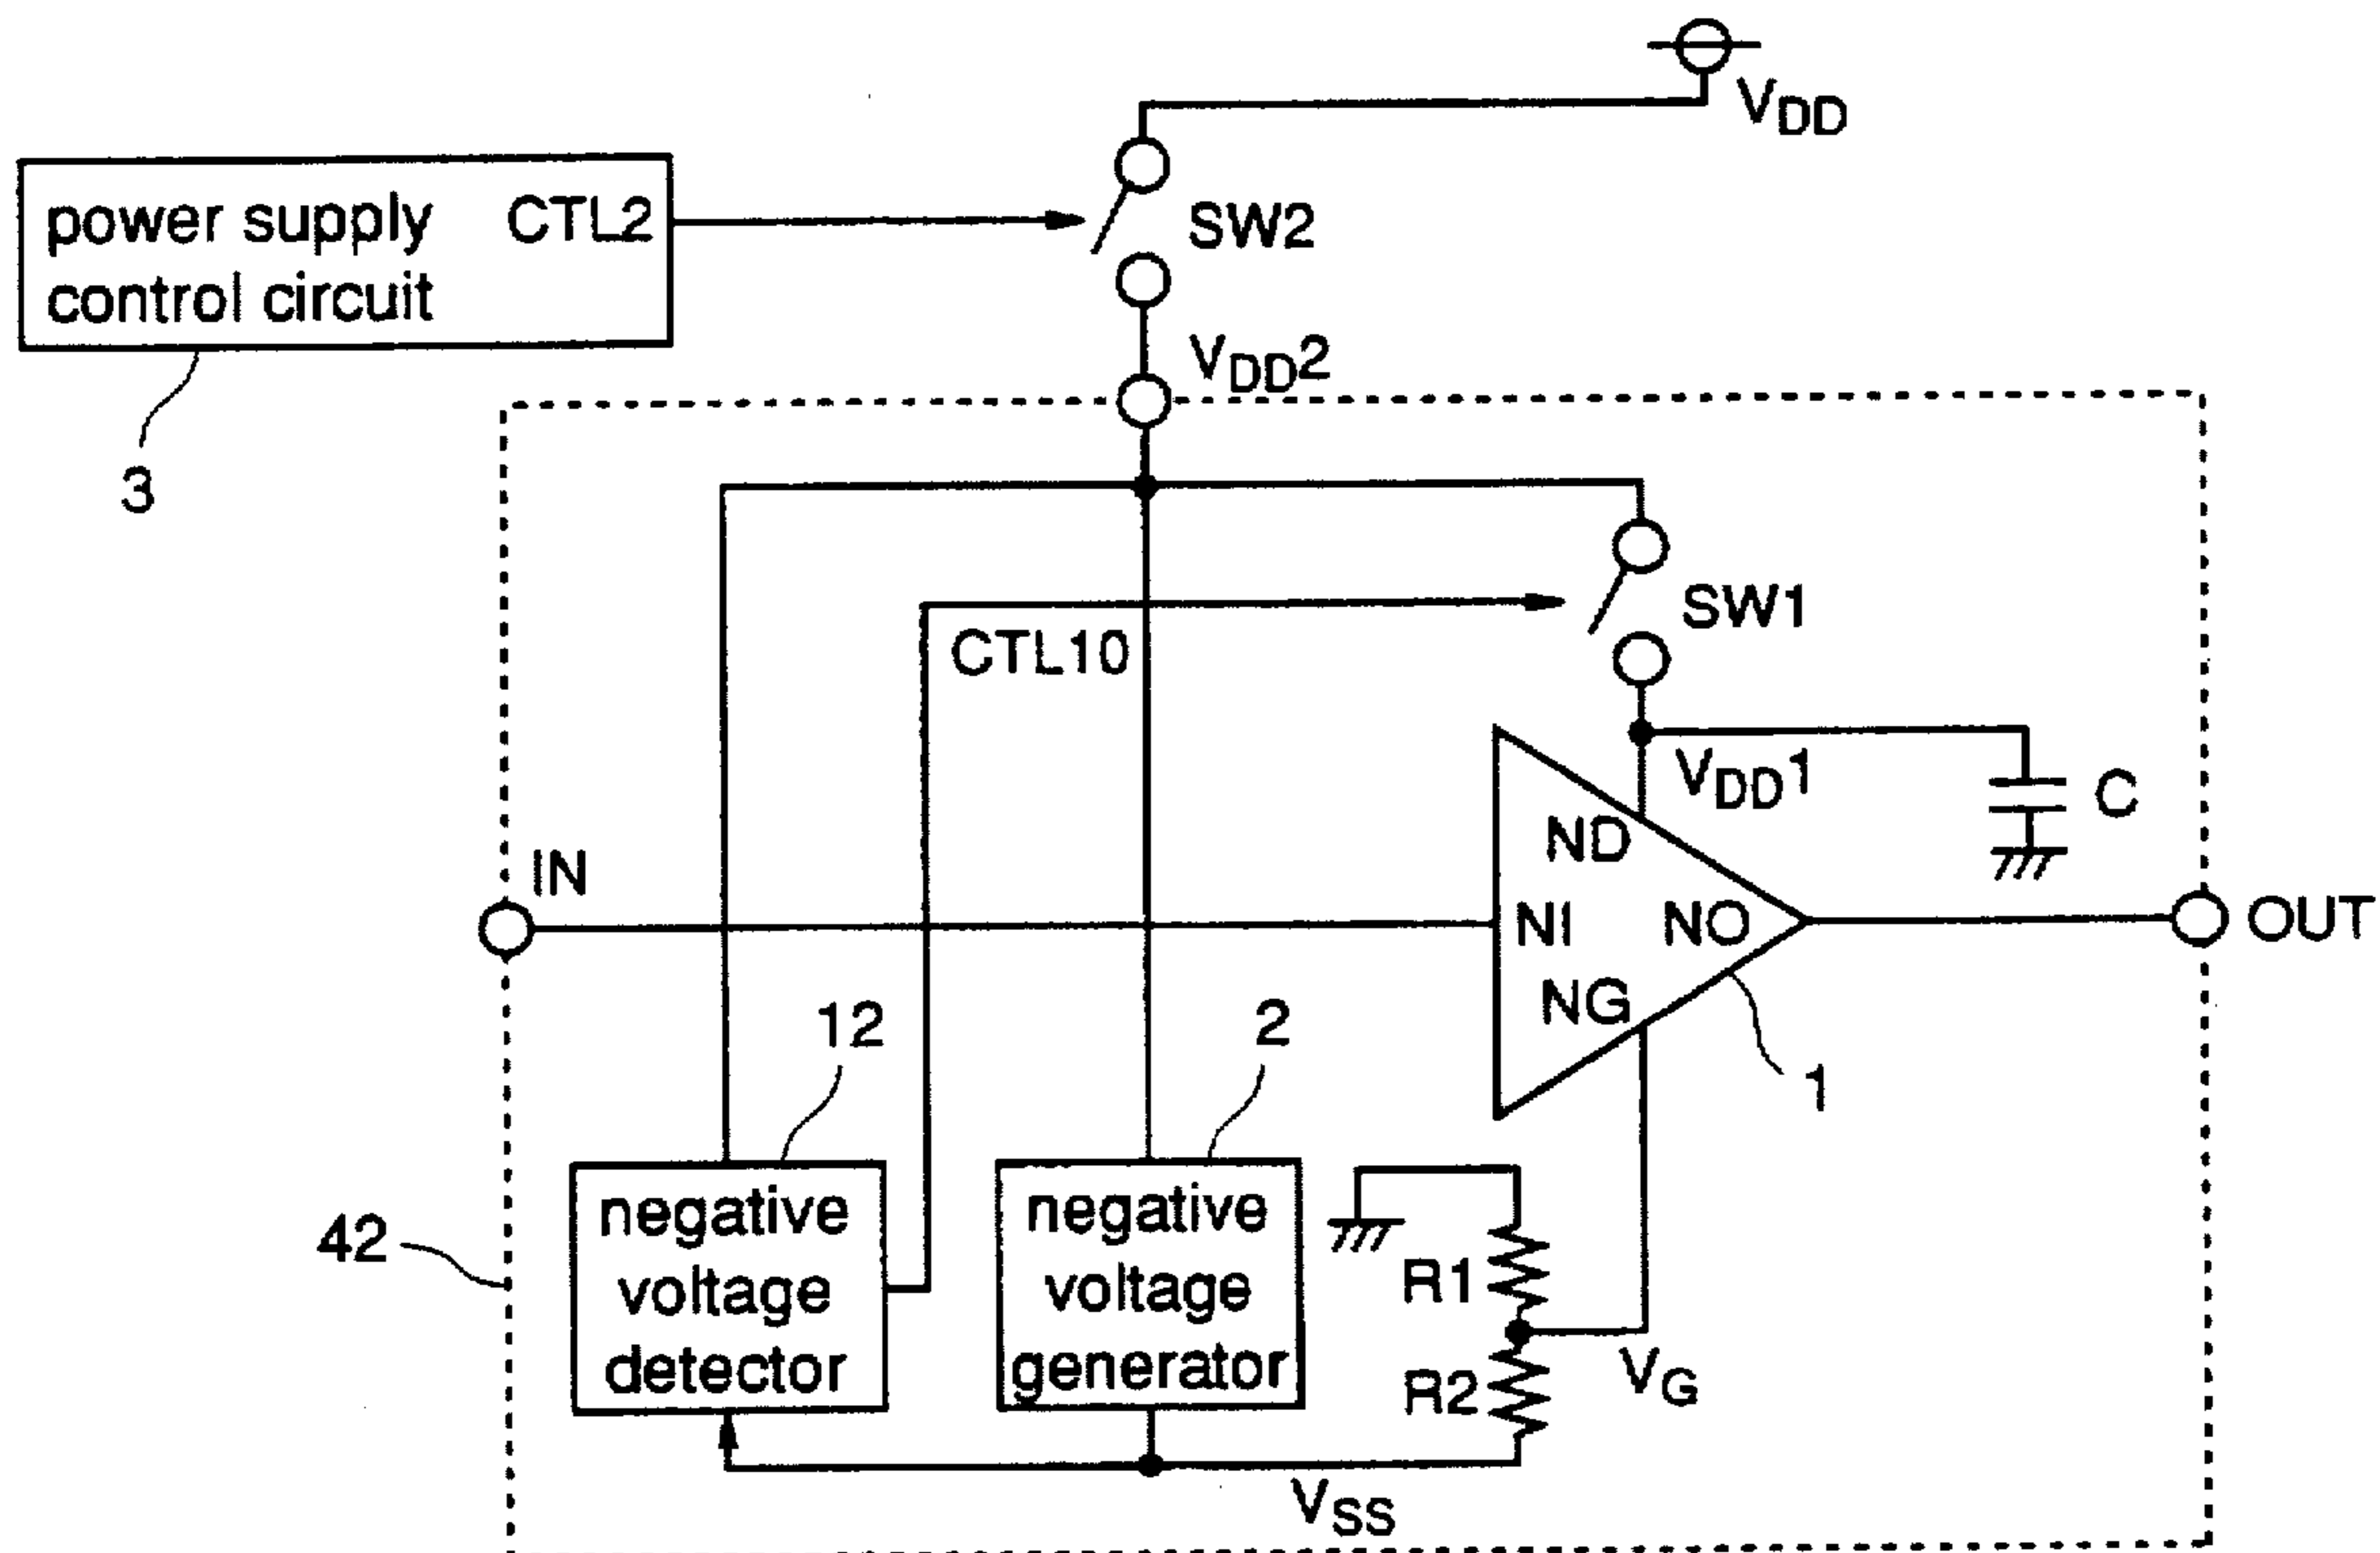 VDD
power supply CTL2
control circuit
SW2
VDD2
3
SW1
CTL10
VDD1
C
ND
IN
NI NO
OUT
NG
12
2
1
negative
voltage
detector
negative
voltage
generator
42
R1
R2
VG
VSS